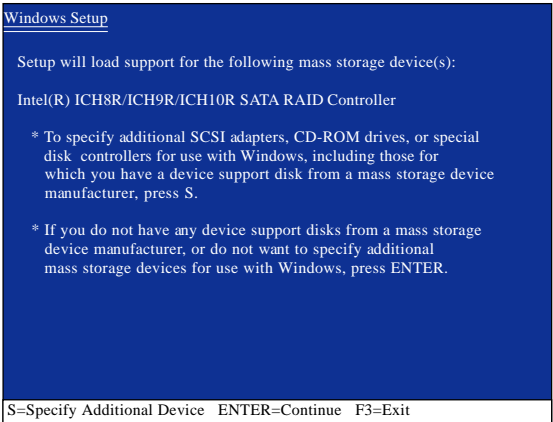 Windows Setup
Setup will load support for the following mass storage device(s):
Intel(R) ICH8R/ICH9R/ICH10R SATA RAID Controller
* To specify additional SCSI adapters, CD-ROM drives, or special
disk controllers for use with Windows, including those for
which you have a device support disk from a mass storage device
manufacturer, press S.
* If you do not have any device support disks from a mass storage
device manufacturer, or do not want to specify additional
mass storage devices for use with Windows, press ENTER.
S=Specify Additional Device ENTER=Continue F3=Exit